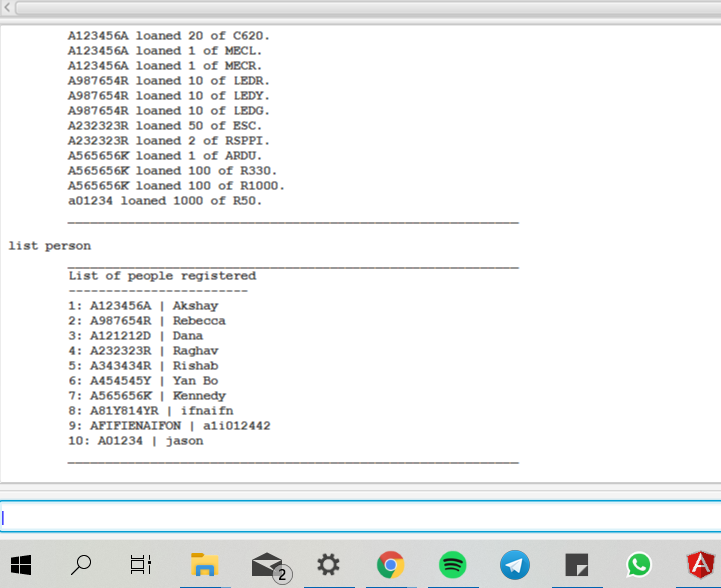 A123456A loaned 20 of C620.
A123456A loaned 1 of MECL.
A123456A loaned 1 of MECR.
A987654R loaned 10 of LEDR.
A987654R loaned 10 of LEDY.
A987654R loaned 10 of LEDG.
A232323R loaned 50 of ESC.
A232323R loaned 2 of RSPPI.
A565656K loaned 1 of ARDU.
A565656K loaned 100 of R330.
A565656K loaned 100 of R1000.
a01234 loaned 1000 of R50.
list person
List of people registered
------------------------
1: A123456A | Akshay
2: A987654R | Rebecca
3: A121212D | Dana
4: A232323R | Raghav
5: A343434R | Rishab
6: A454545Y | Yan Bo
7: A565656K | Kennedy
8: A81Y814YR | ifnaifn
9: AFIFIENAIFON | a1i012442
10: A01234 | jason
2